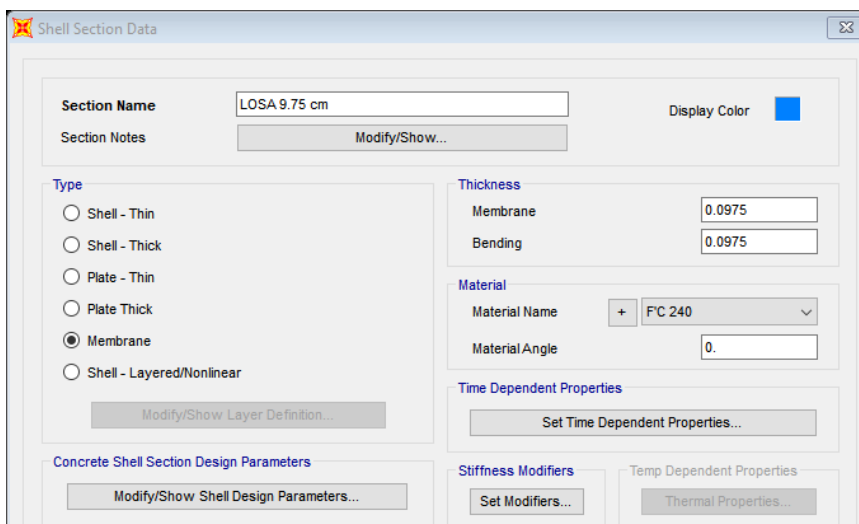 Shell Section Data
Section Name LOSA 9.75 cm
Display Color
Section Notes Modify/Show...
Type
Shell - Thin
Shell - Thick
Plate - Thin
Plate Thick
Membrane
Shell - Layered/Nonlinear
Modify/Show Layer Definition...
Concrete Shell Section Design Parameters
Modify/Show Shell Design Parameters...
Thickness
Membrane 0.0975
Bending 0.0975
Material
Material Name + F'C 240
Material Angle 0.
Time Dependent Properties
Set Time Dependent Properties...
Stiffness Modifiers
Set Modifiers...
Temp Dependent Properties
Thermal Properties...